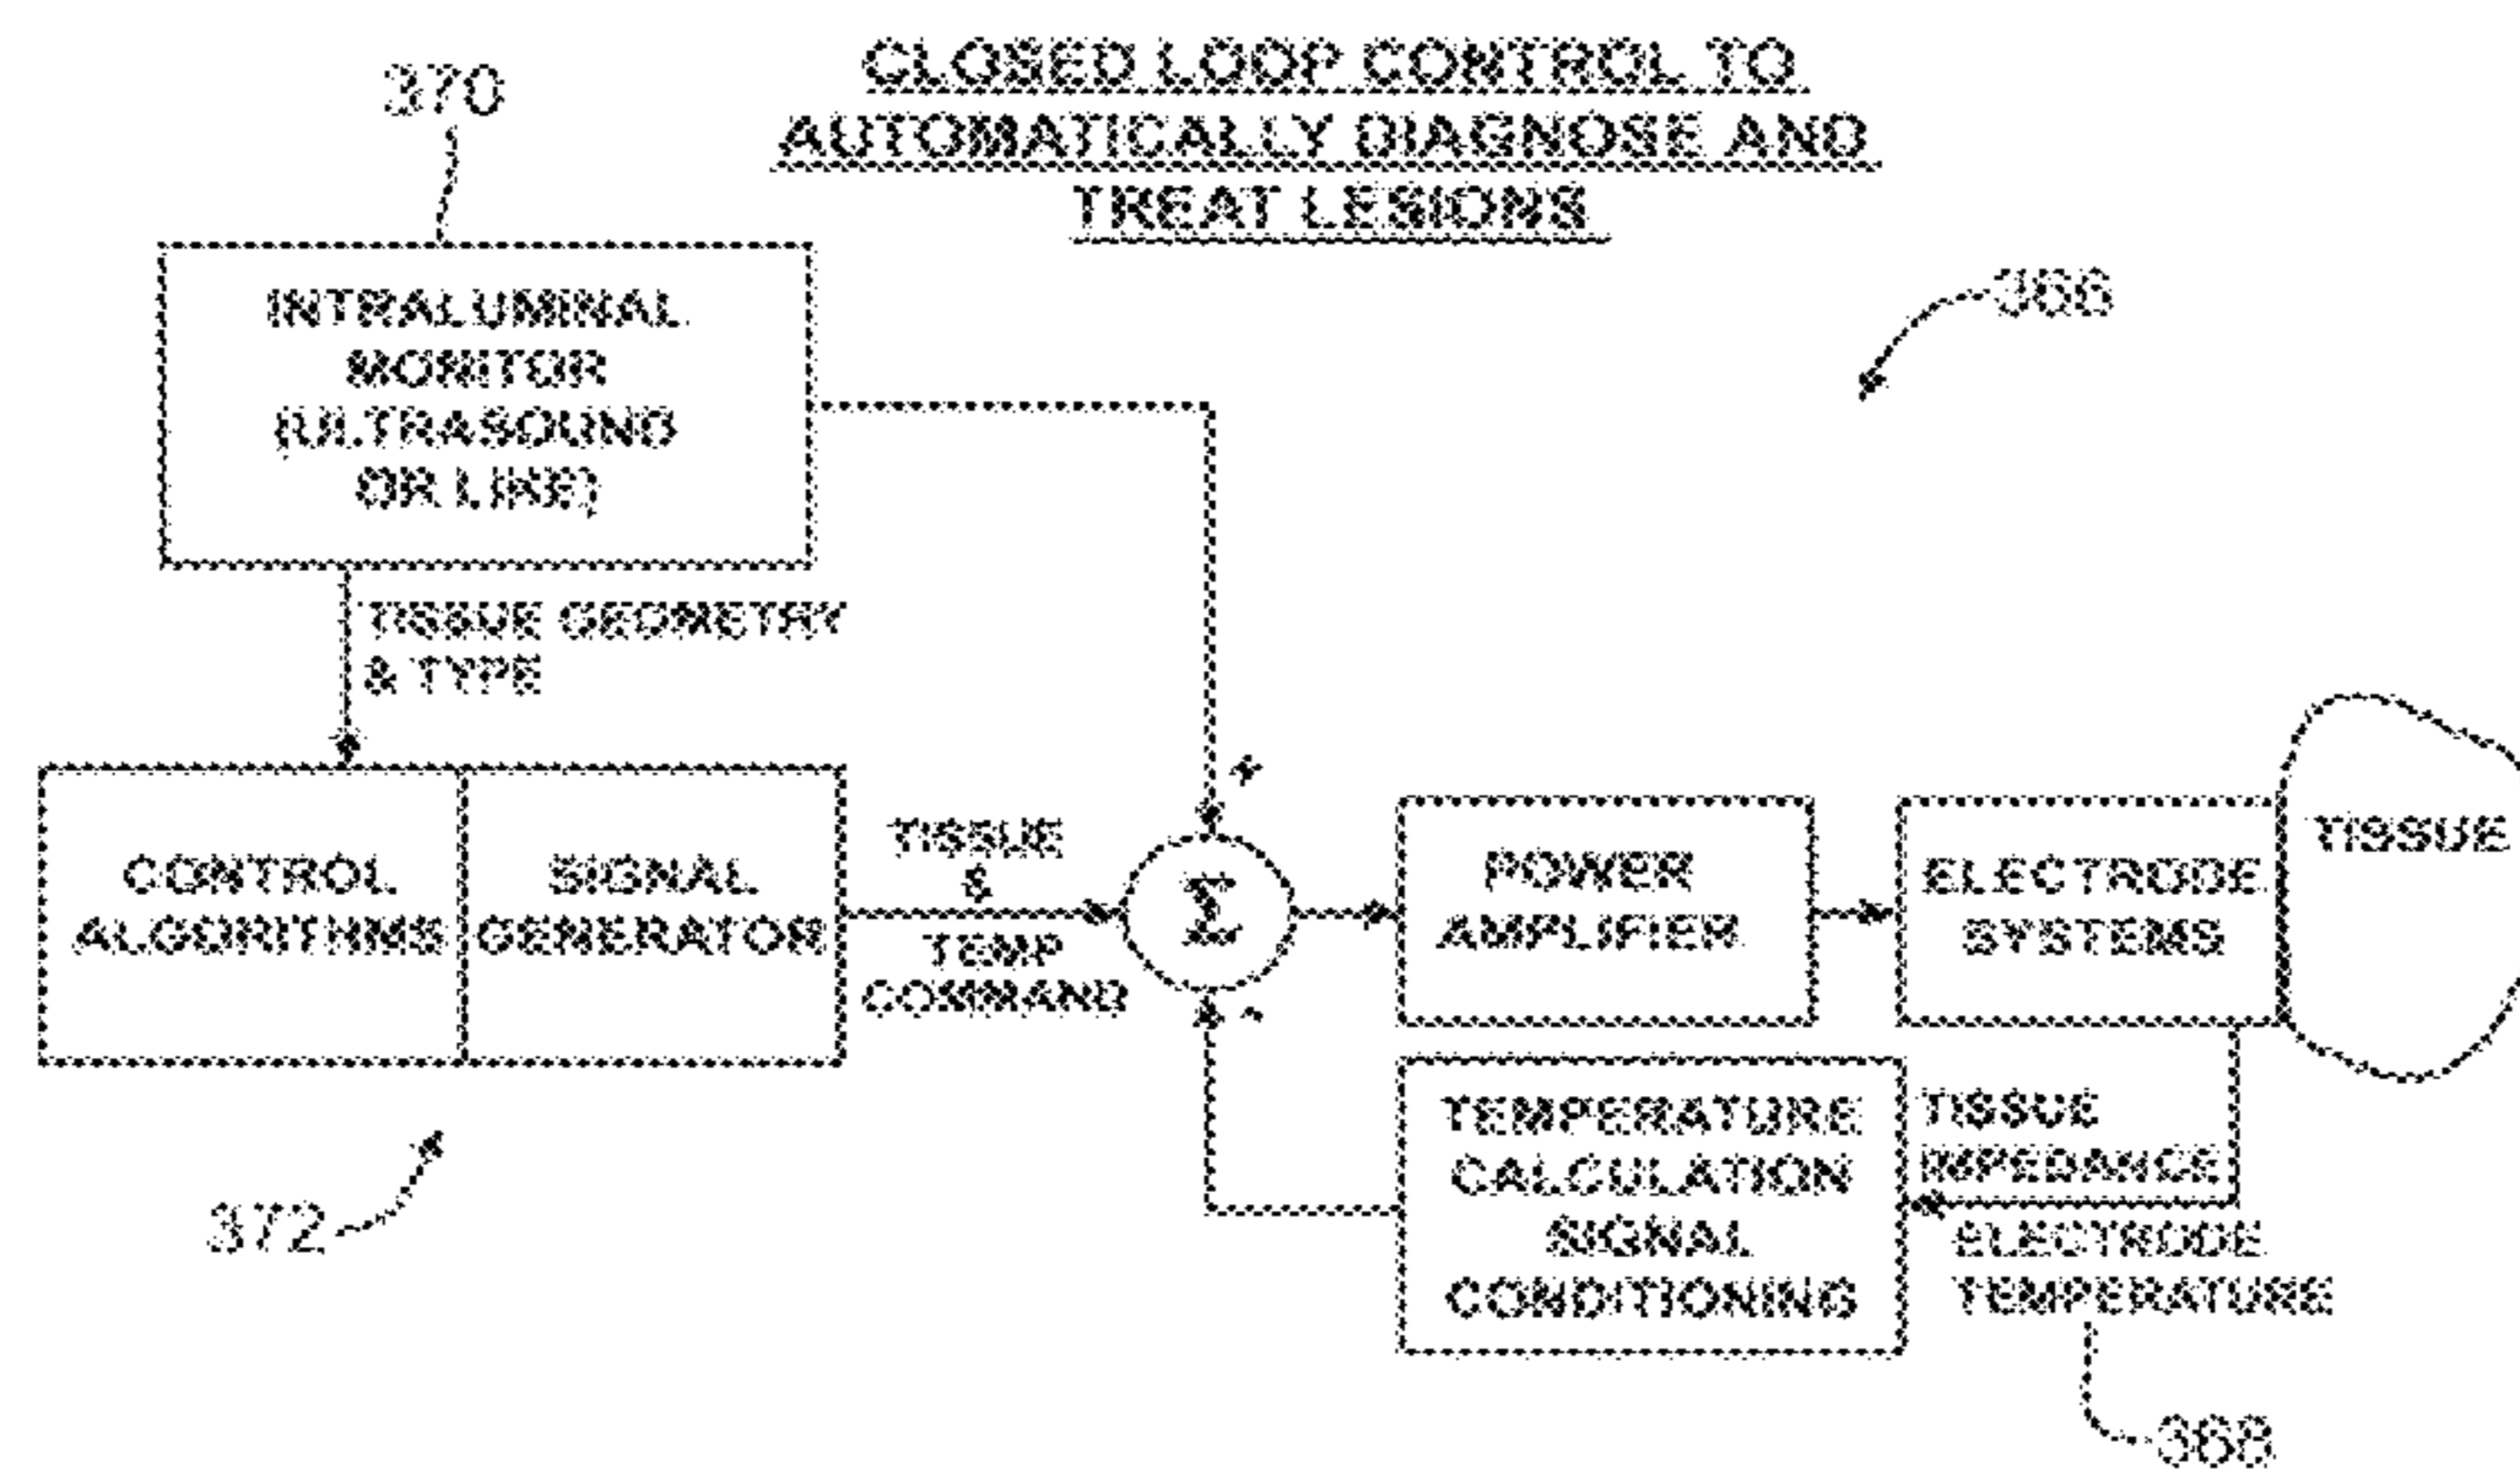 CLOSED LOOP CONTROL TO
AUTOMATICALLY DIAGNOSE AND
TREAT LESIONS
370
366
INTRALUMINAL
MONITOR
(ULTRASOUND
OR LIKE)
TISSUE GEOMETRY
& TYPE
CONTROL
ALGORITHMS
SIGNAL
GENERATOR
TISSUE
&
TEMP
COMMAND
+
Σ
-
POWER
AMPLIFIER
ELECTRODE
SYSTEMS
TISSUE
TEMPERATURE
CALCULATION
SIGNAL
CONDITIONING
TISSUE
IMPEDANCE
ELECTRODE
TEMPERATURE
372
368